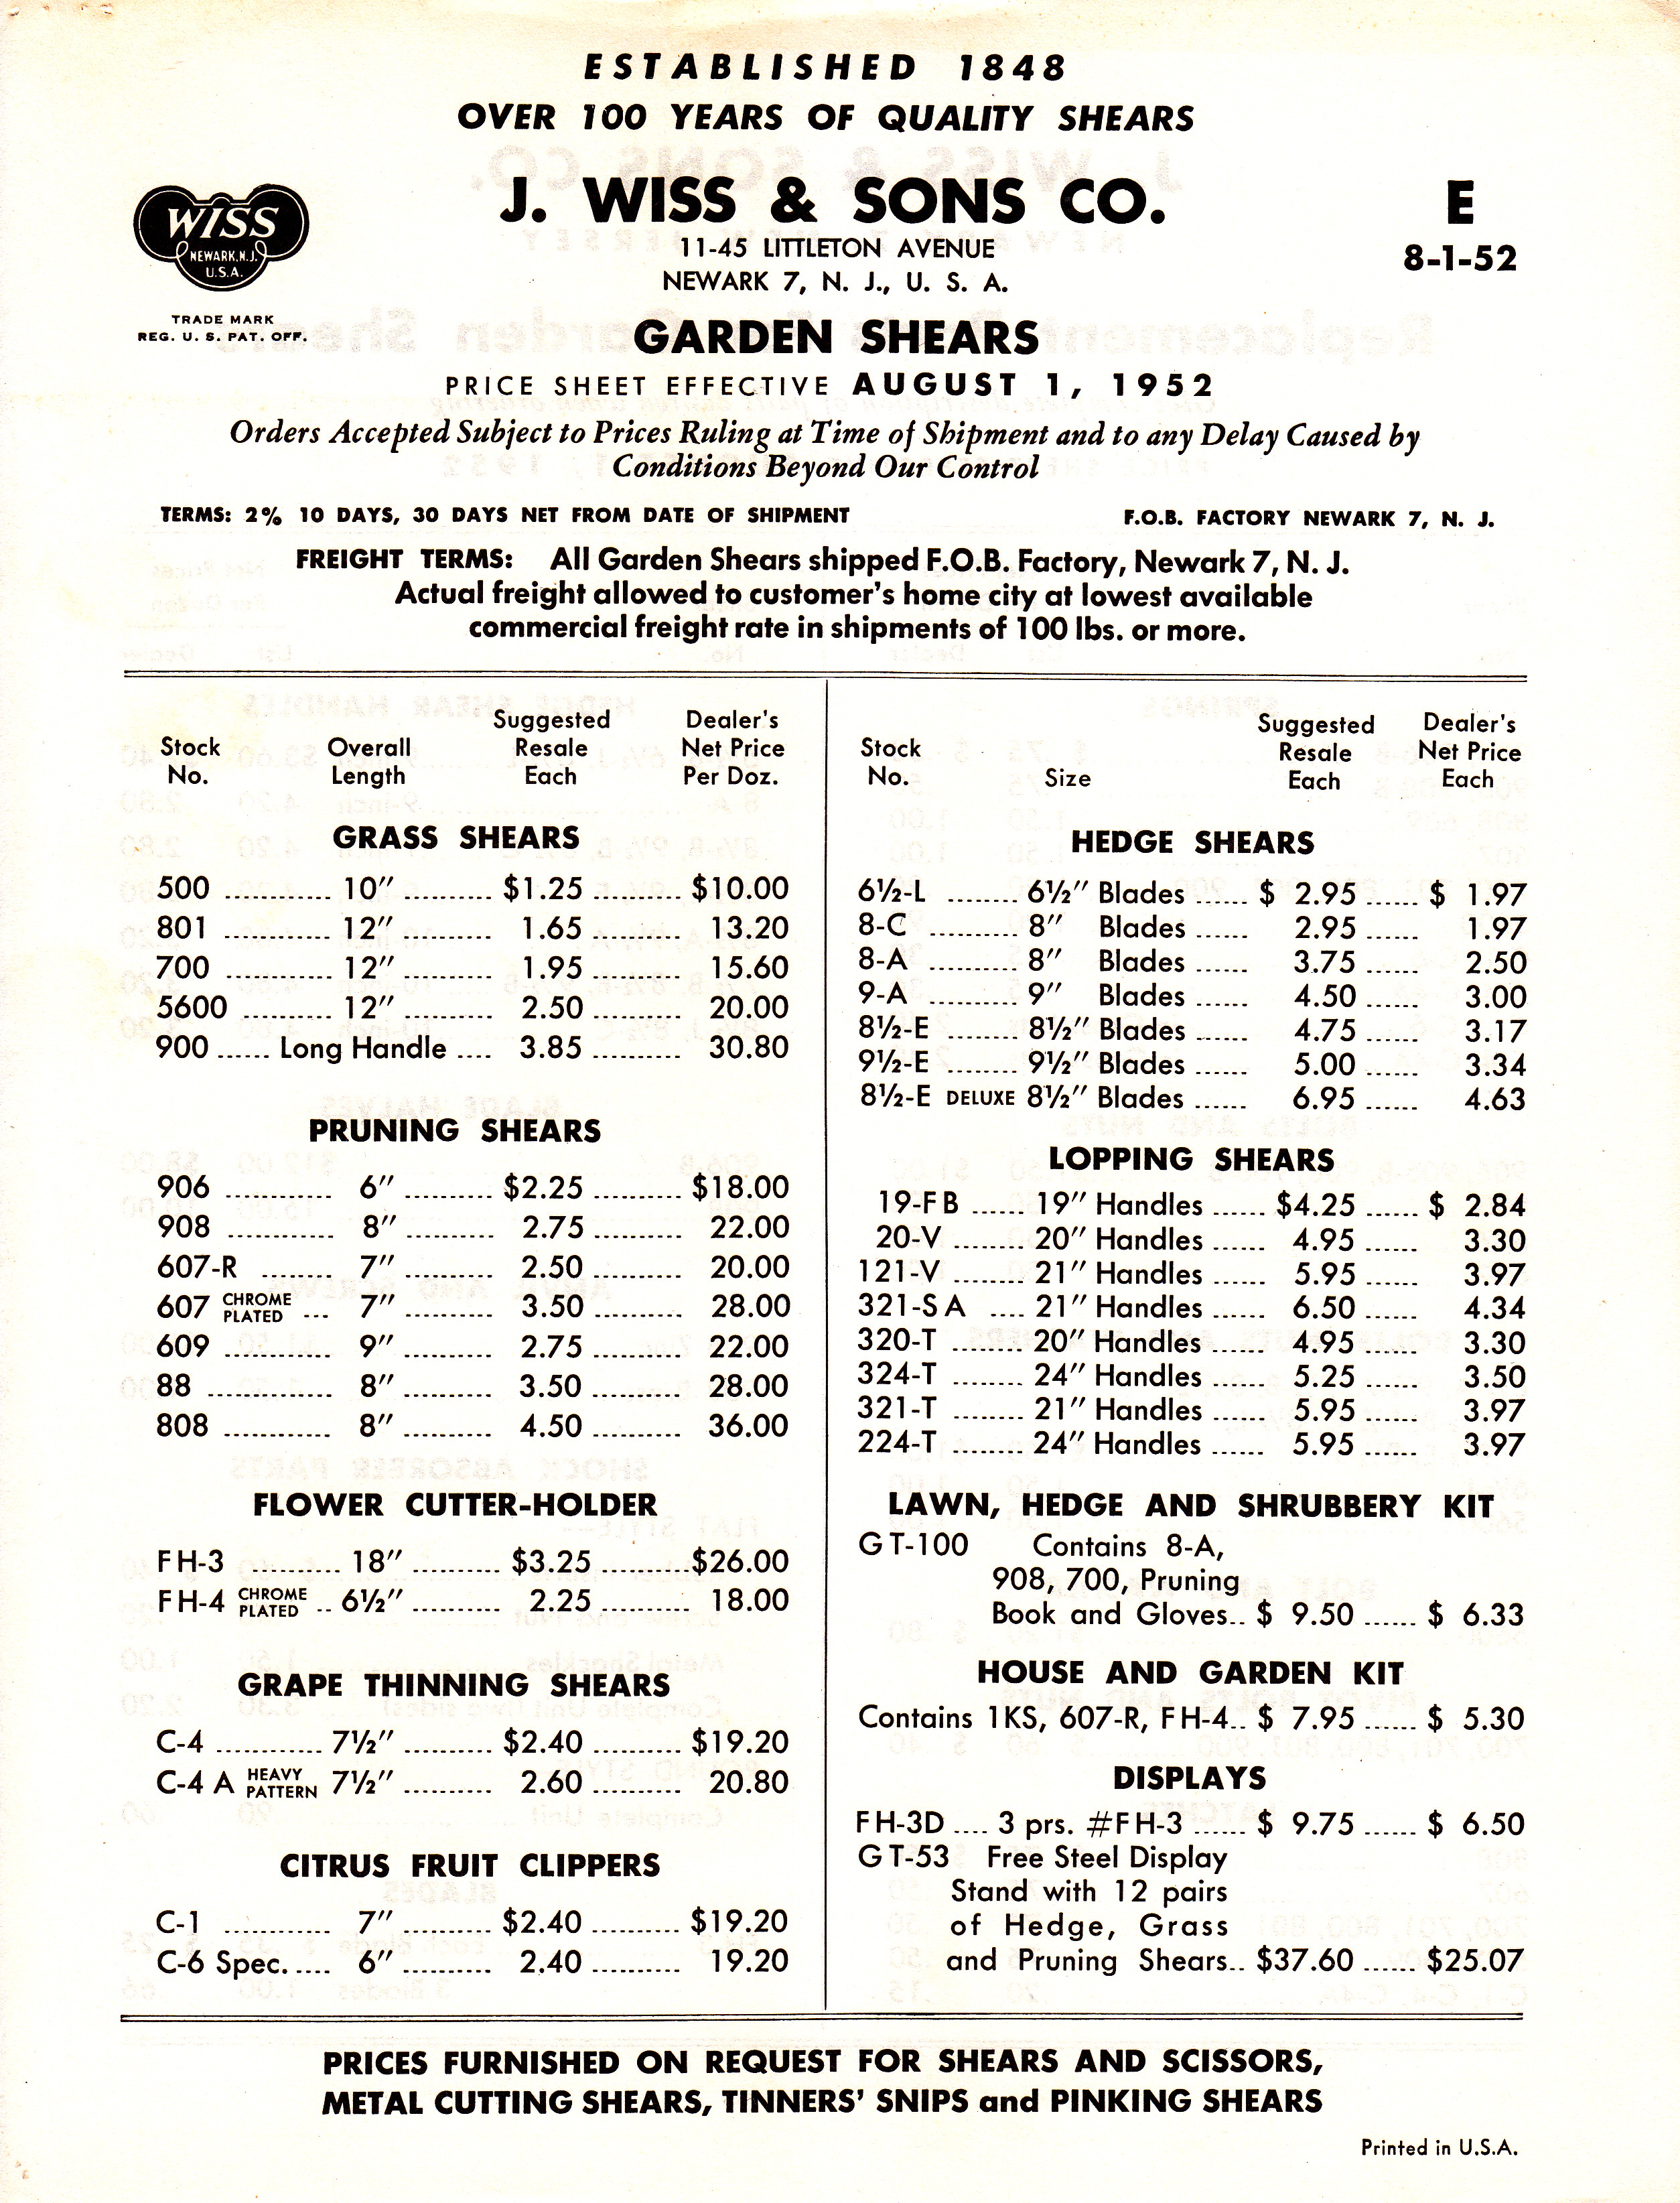 ESTABLISHED 1848
OVER 100 YEARS OF QUALITY SHEARS
J. WISS & SONS CO.
11-45 LITTLETON AVENUE
NEWARK 7, N. J., U. S. A.
WISS
NEWARK, N.J.
U.S.A.
TRADE MARK
REG. U. S. PAT. OFF.
E
8-1-52
GARDEN SHEARS
PRICE SHEET EFFECTIVE AUGUST 1, 1952
Orders Accepted Subject to Prices Ruling at Time of Shipment and to any Delay Caused by
Conditions Beyond Our Control
TERMS: 2% 10 DAYS, 30 DAYS NET FROM DATE OF SHIPMENT F.O.B. FACTORY NEWARK 7, N. J.
FREIGHT TERMS: All Garden Shears shipped F.O.B. Factory, Newark 7, N. J.
Actual freight allowed to customer's home city at lowest available
commercial freight rate in shipments of 100 lbs. or more.
Suggested Dealer's
Stock Overall Resale Net Price
No. Length Each Per Doz.
GRASS SHEARS
500 ............ 10" .......... $1.25 .......... $10.00
801 ............ 12" .......... 1.65 .......... 13.20
700 ............ 12" .......... 1.95 .......... 15.60
5600 .......... 12" .......... 2.50 .......... 20.00
900 ...... Long Handle .... 3.85 .......... 30.80
PRUNING SHEARS
906 ............ 6" .......... $2.25 .......... $18.00
908 ............ 8" .......... 2.75 .......... 22.00
607-R ........ 7" .......... 2.50 .......... 20.00
607 CHROME PLATED ... 7" .......... 3.50 .......... 28.00
609 ............ 9" .......... 2.75 .......... 22.00
88 .............. 8" .......... 3.50 .......... 28.00
808 ............ 8" .......... 4.50 .......... 36.00
FLOWER CUTTER-HOLDER
FH-3 .......... 18" .......... $3.25 .......... $26.00
FH-4 CHROME PLATED .. 6½" .......... 2.25 .......... 18.00
GRAPE THINNING SHEARS
C-4 ............ 7½" .......... $2.40 .......... $19.20
C-4 A HEAVY PATTERN 7½" .......... 2.60 .......... 20.80
CITRUS FRUIT CLIPPERS
C-1 ............ 7" .......... $2.40 .......... $19.20
C-6 Spec..... 6" .......... 2.40 .......... 19.20
Suggested Dealer's
Stock Resale Net Price
No. Size Each Each
HEDGE SHEARS
6½-L ........ 6½" Blades ...... $ 2.95 ...... $ 1.97
8-C .......... 8" Blades ...... 2.95 ...... 1.97
8-A .......... 8" Blades ...... 3.75 ...... 2.50
9-A .......... 9" Blades ...... 4.50 ...... 3.00
8½-E ........ 8½" Blades ...... 4.75 ...... 3.17
9½-E ........ 9½" Blades ...... 5.00 ...... 3.34
8½-E DELUXE 8½" Blades ...... 6.95 ...... 4.63
LOPPING SHEARS
19-FB ...... 19" Handles ...... $4.25 ...... $ 2.84
20-V ........ 20" Handles ...... 4.95 ...... 3.30
121-V ........ 21" Handles ...... 5.95 ...... 3.97
321-SA .... 21" Handles ...... 6.50 ...... 4.34
320-T ........ 20" Handles ...... 4.95 ...... 3.30
324-T ........ 24" Handles ...... 5.25 ...... 3.50
321-T ........ 21" Handles ...... 5.95 ...... 3.97
224-T ........ 24" Handles ...... 5.95 ...... 3.97
LAWN, HEDGE AND SHRUBBERY KIT
GT-100 Contains 8-A,
908, 700, Pruning
Book and Gloves.. $ 9.50 ...... $ 6.33
HOUSE AND GARDEN KIT
Contains 1KS, 607-R, FH-4.. $ 7.95 ...... $ 5.30
DISPLAYS
FH-3D .... 3 prs. #FH-3 ...... $ 9.75 ...... $ 6.50
GT-53 Free Steel Display
Stand with 12 pairs
of Hedge, Grass
and Pruning Shears.. $37.60 ...... $25.07
PRICES FURNISHED ON REQUEST FOR SHEARS AND SCISSORS,
METAL CUTTING SHEARS, TINNERS' SNIPS and PINKING SHEARS
Printed in U.S.A.